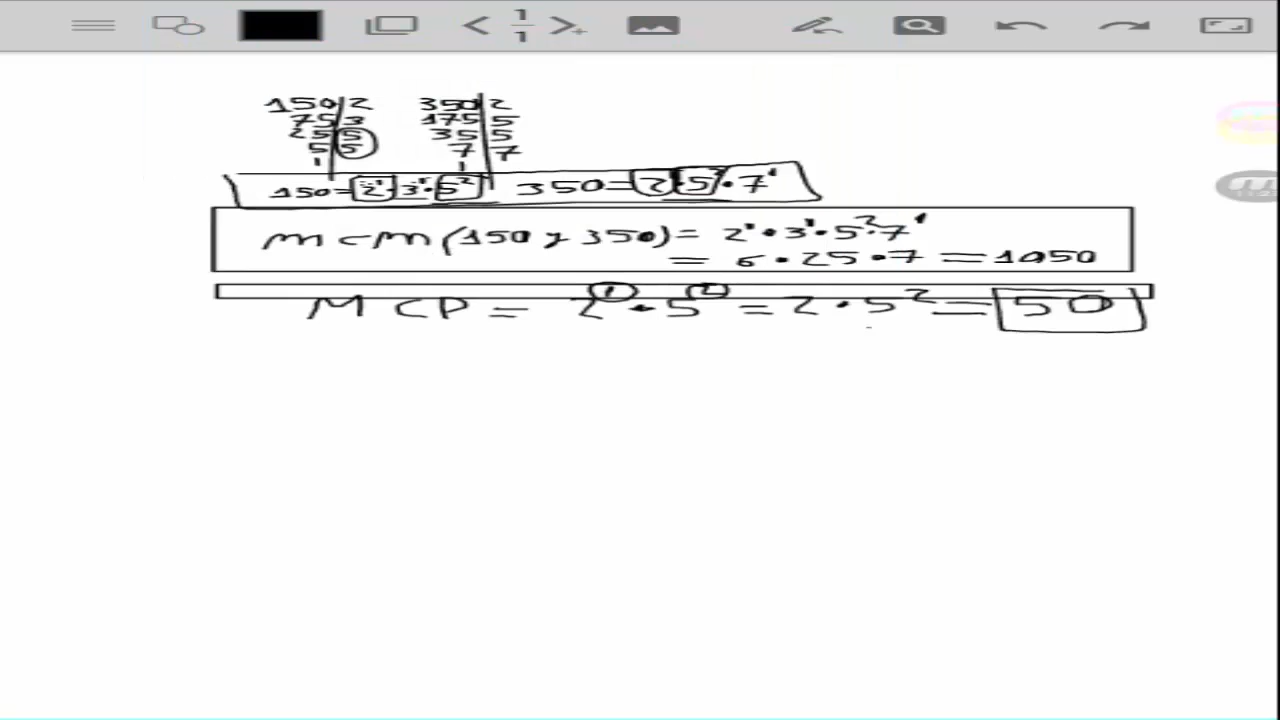 1
1
150 2 350 2
75 3 175 5
25 5 35 5
5 5 7 7
1 1
150=2¹·3¹·5² 350=2·5²·7¹
mcm(150 y 350)= 2¹·3¹·5²·7¹
= 6·25·7 =1050
MCD = 2¹·5² = 2·5² = 50